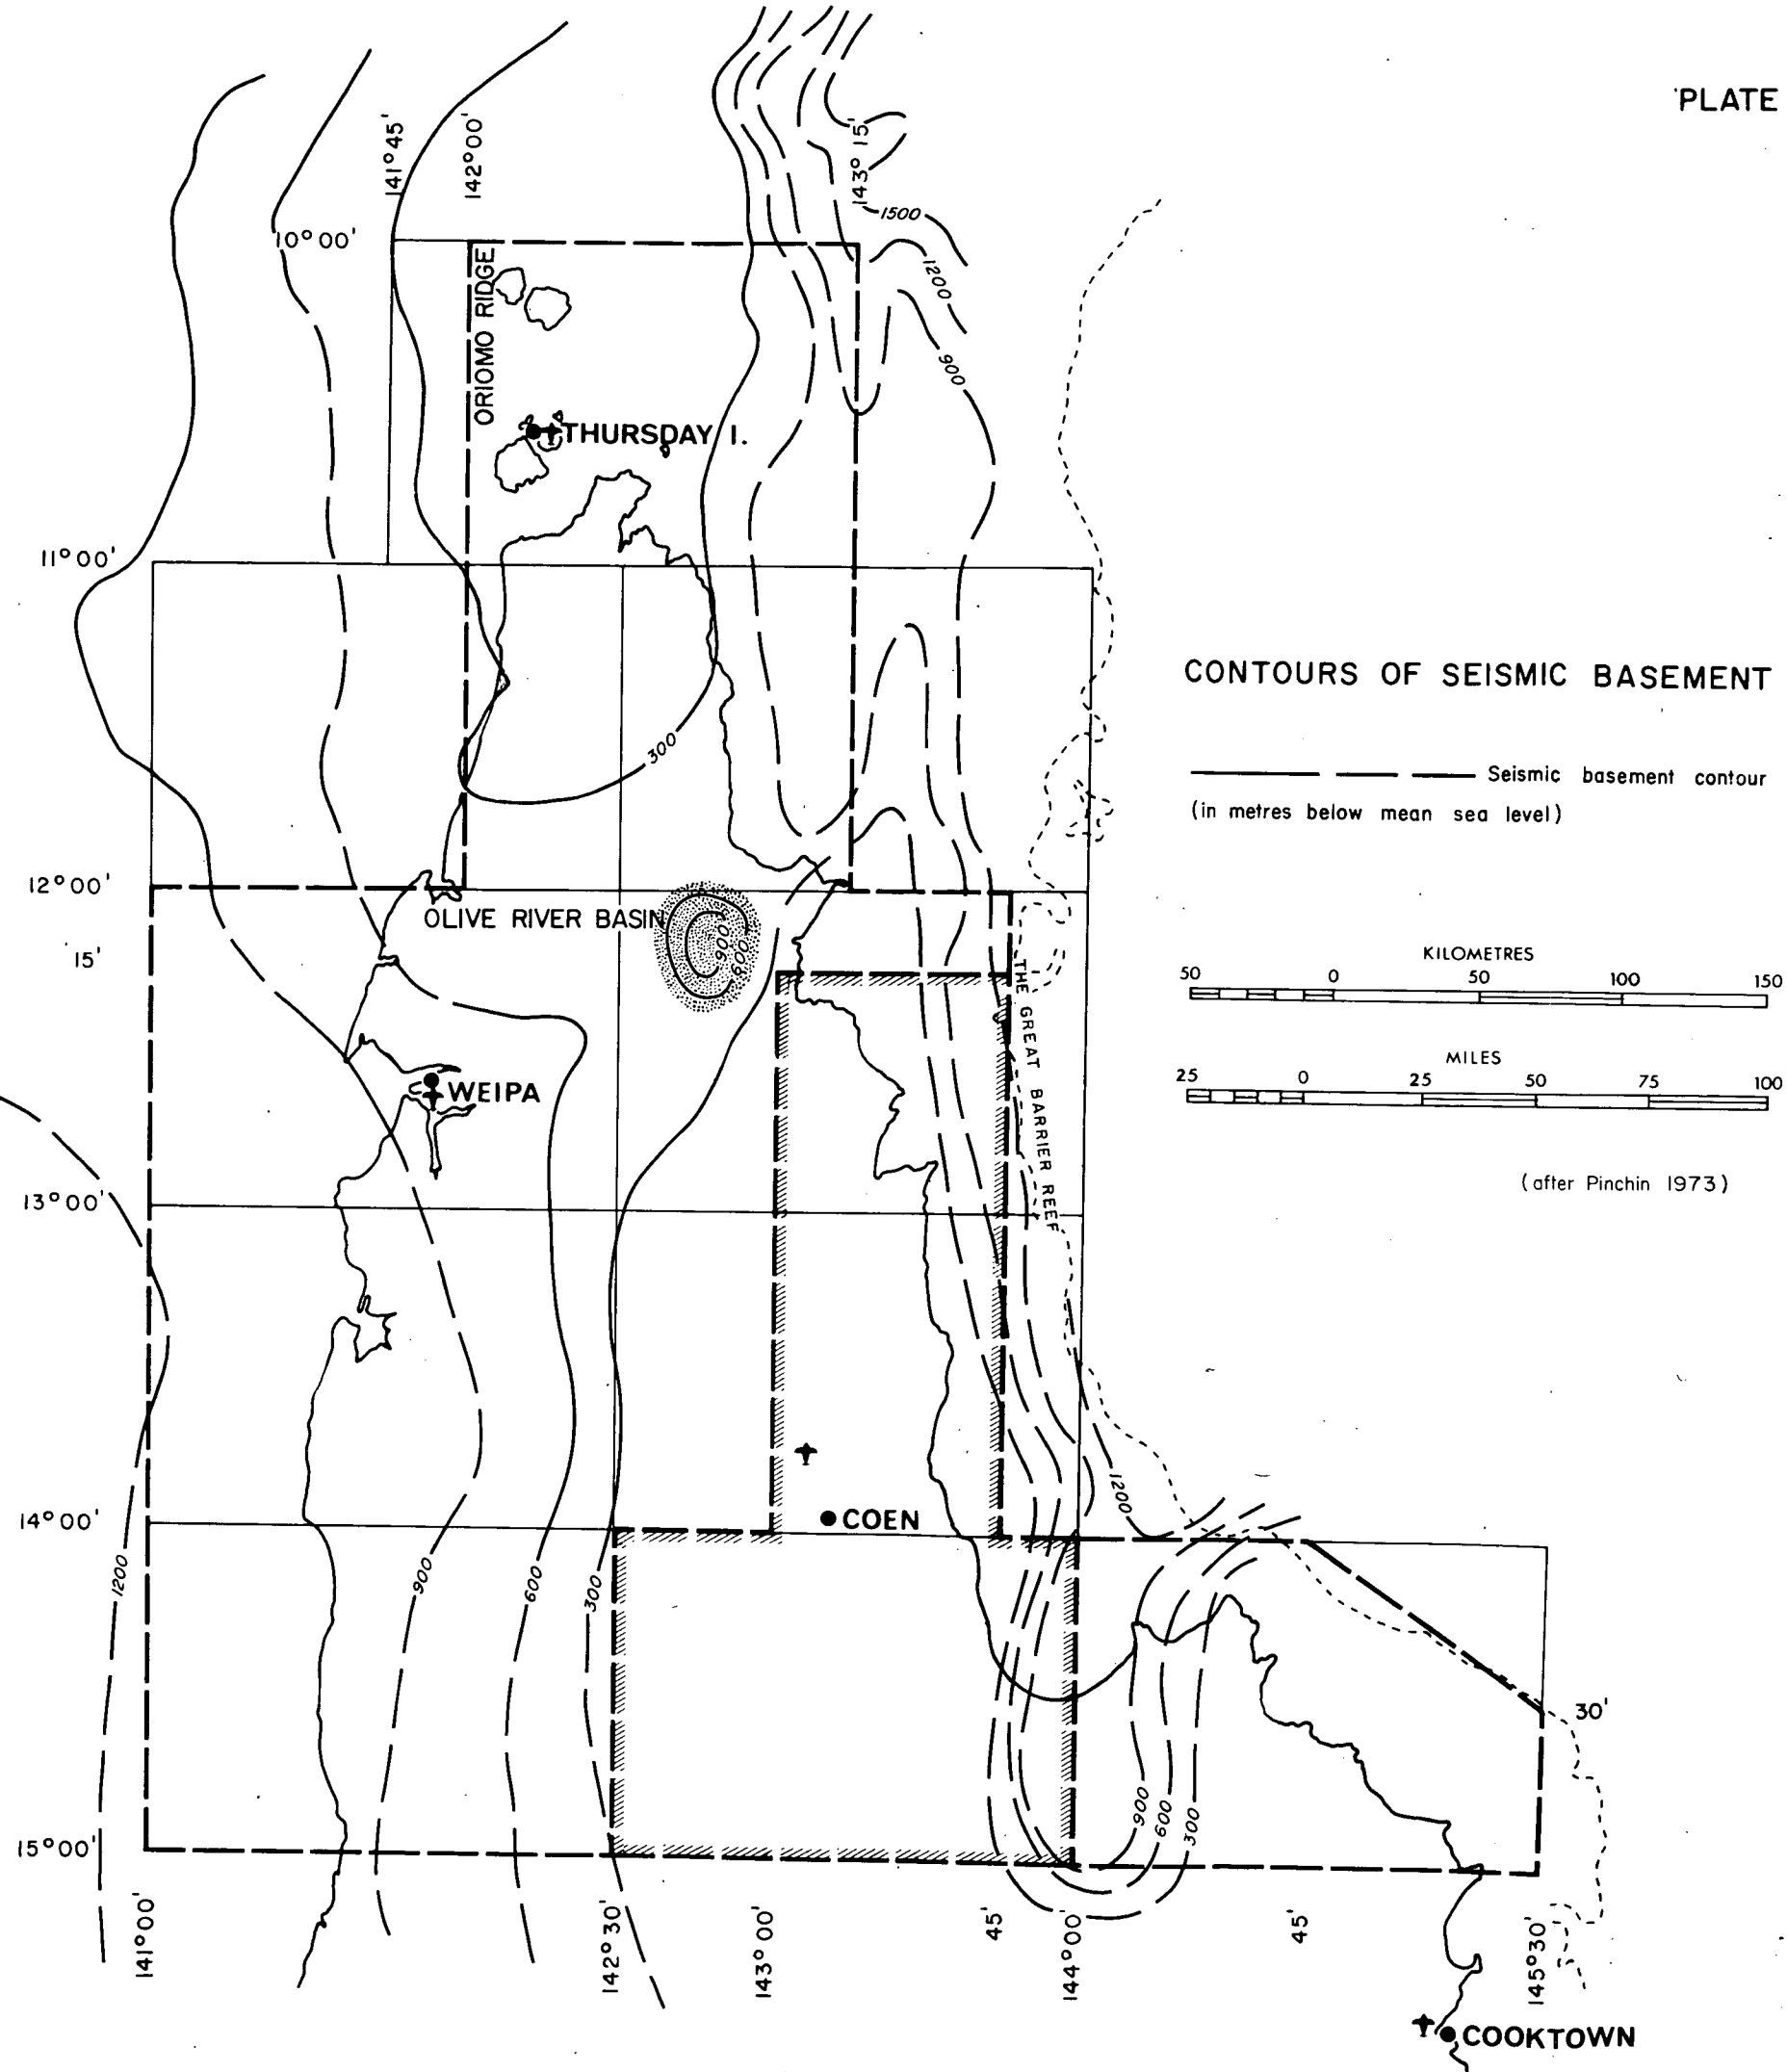 PLATE
141°45'
142°00'
143°15'
1500
10°00'
1200
ORIOMO RIDGE
900
THURSDAY I.
11°00'
CONTOURS OF SEISMIC BASEMENT
300
Seismic basement contour
(in metres below mean sea level)
12°00'
OLIVE RIVER BASIN
900
600
15'
KILOMETRES
50 0 50 100 150
THE GREAT BARRIER REEF
MILES
25 0 25 50 75 100
WEIPA
(after Pinchin 1973)
13°00'
1200
14°00'
COEN
1200
900
600
300
30'
900
600
300
15°00'
141°00'
142°30'
143°00'
45'
144°00'
45'
145°30'
COOKTOWN